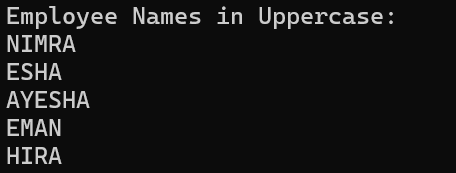 Employee Names in Uppercase:
NIMRA
ESHA
AYESHA
EMAN
HIRA